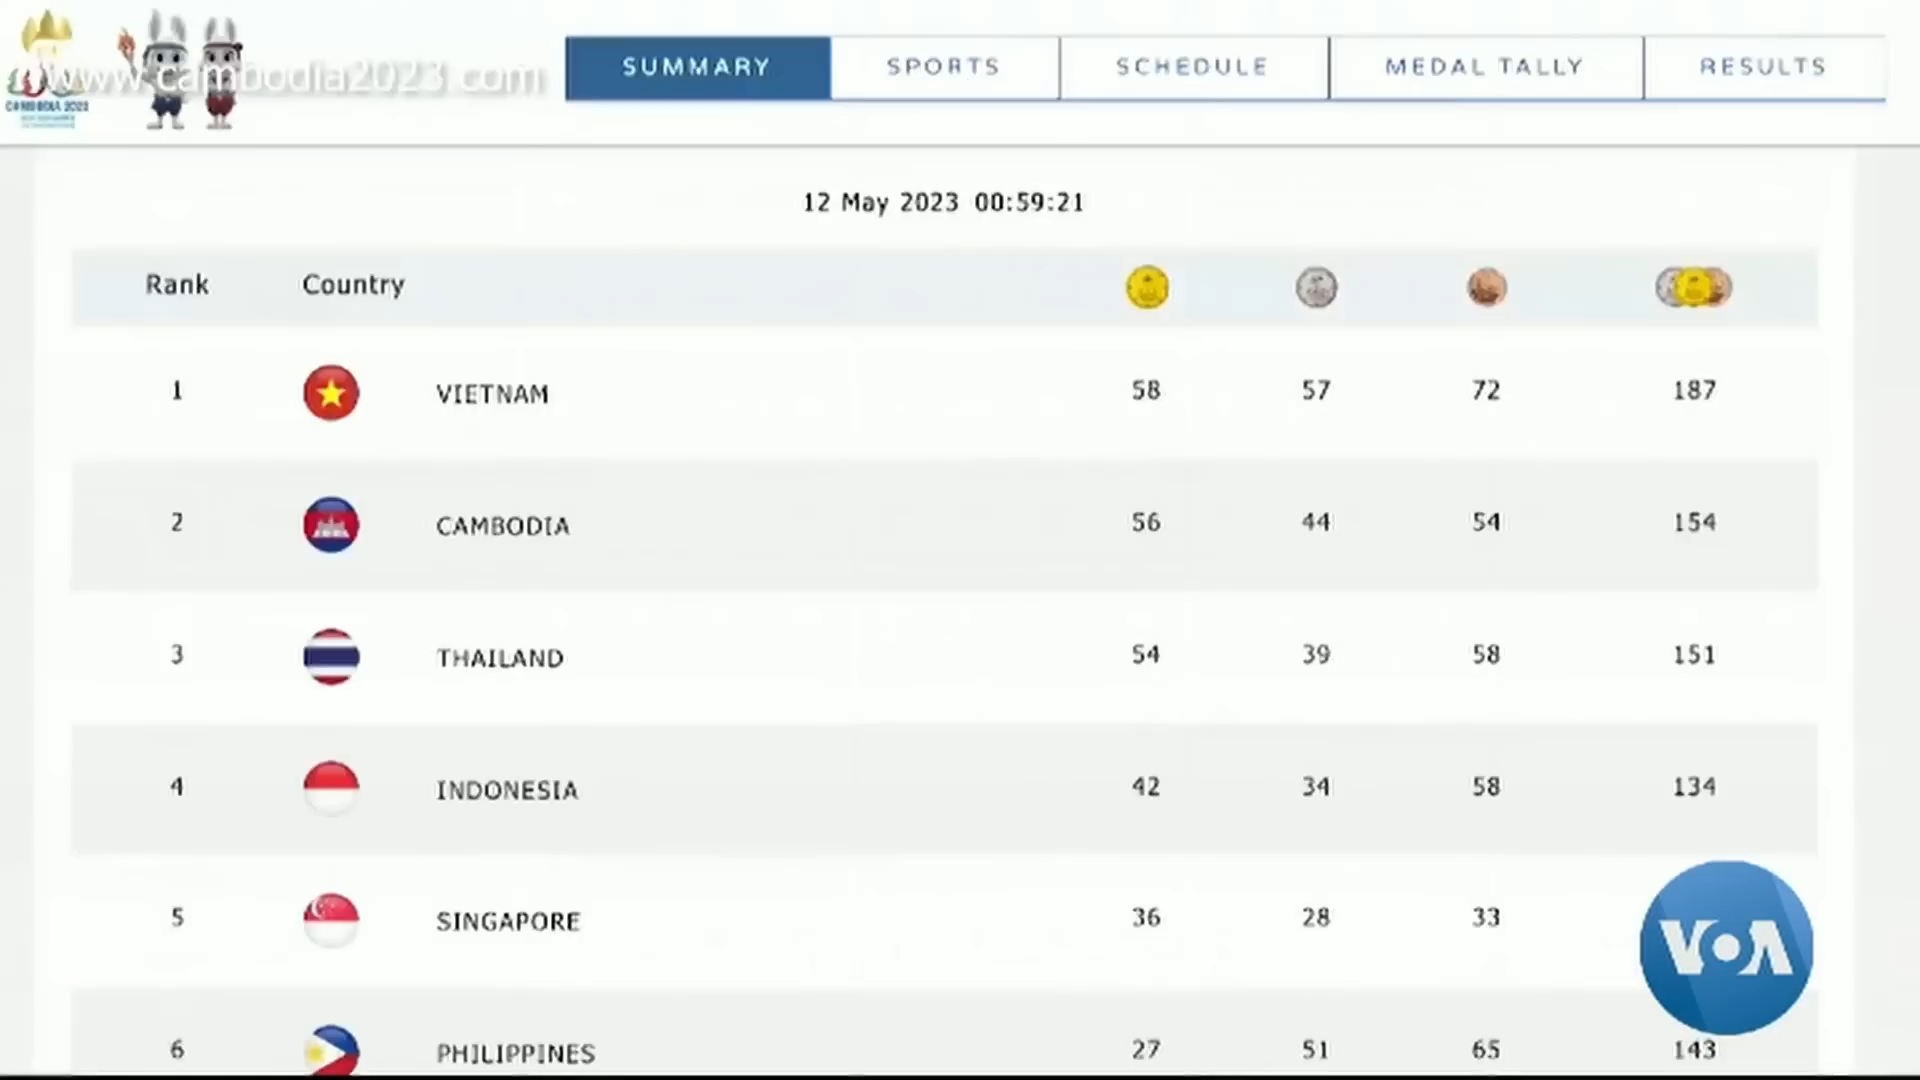 www.cambodia2023.com
CAMBODIA 2023
SUMMARY SPORTS SCHEDULE MEDAL TALLY RESULTS
12 May 2023 00:59:21
Rank Country
1 VIETNAM 58 57 72 187
2 CAMBODIA 56 44 54 154
3 THAILAND 54 39 58 151
4 INDONESIA 42 34 58 134
5 SINGAPORE 36 28 33
VOA
6 PHILIPPINES 27 51 65 143